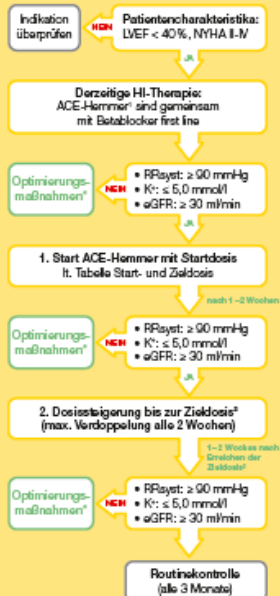 Indikation
überprüfen
NEIN
Patientencharakteristika:
LVEF < 40%, NYHA II-IV
JA
Derzeitige HI-Therapie:
ACE-Hemmer¹ sind gemeinsam
mit Betablocker first line
Optimierungs-
maßnahmen*
NEIN
• RRsyst: ≥ 90 mmHg
• K⁺: ≤ 5,0 mmol/l
• eGFR: ≥ 30 ml/min
JA
1. Start ACE-Hemmer mit Startdosis
lt. Tabelle Start- und Zieldosis
nach 1–2 Wochen
Optimierungs-
maßnahmen*
NEIN
• RRsyst: ≥ 90 mmHg
• K⁺: ≤ 5,0 mmol/l
• eGFR: ≥ 30 ml/min
JA
2. Dosissteigerung bis zur Zieldosis²
(max. Verdoppelung alle 2 Wochen)
1–2 Wochen nach
Erreichen der
Zieldosis²
Optimierungs-
maßnahmen*
NEIN
• RRsyst: ≥ 90 mmHg
• K⁺: ≤ 5,0 mmol/l
• eGFR: ≥ 30 ml/min
Routinekontrolle
(alle 3 Monate)